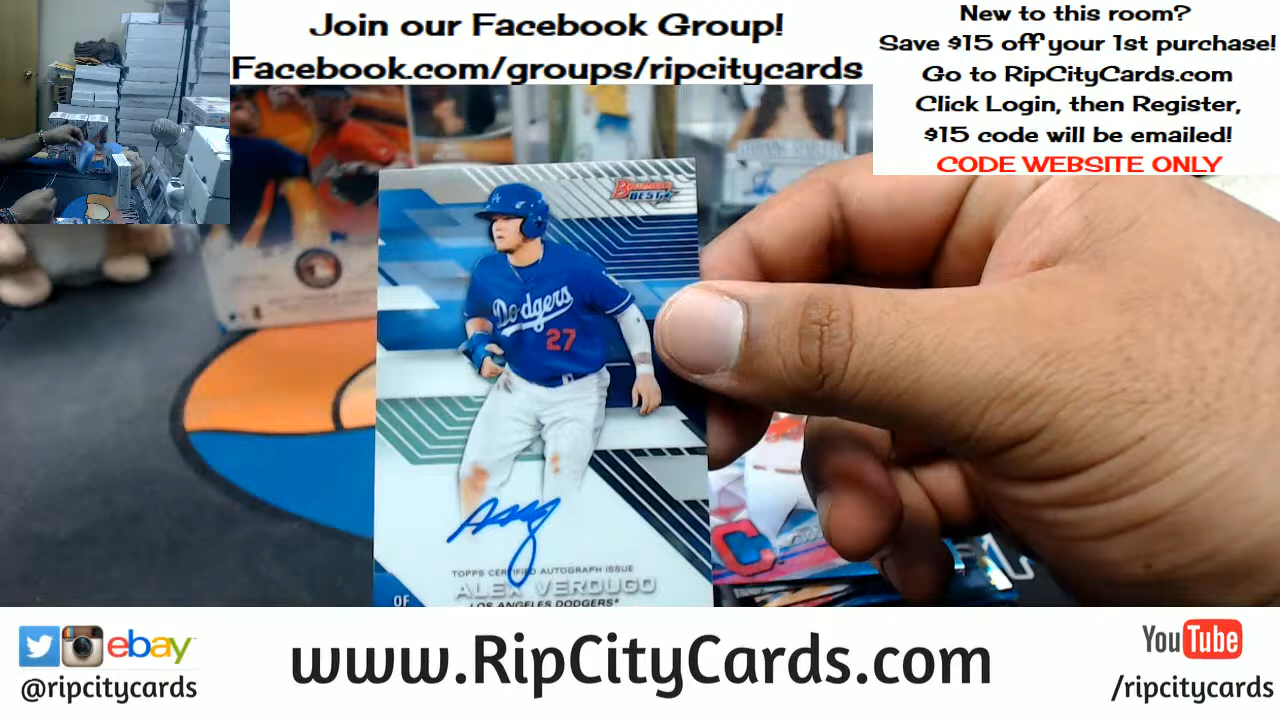 Join our Facebook Group!
Facebook.com/groups/ripcitycards
New to this room?
Save $15 off your 1st purchase!
Go to RipCityCards.com
Click Login, then Register,
$15 code will be emailed!
CODE WEBSITE ONLY
BOWMAN'S
BEST
Dodgers
27
TOPPS CERTIFIED AUTOGRAPH ISSUE
ALEX VERDUGO
LOS ANGELES DODGERS
OF
ebay
@ripcitycards
www.RipCityCards.com
YouTube
/ripcitycards